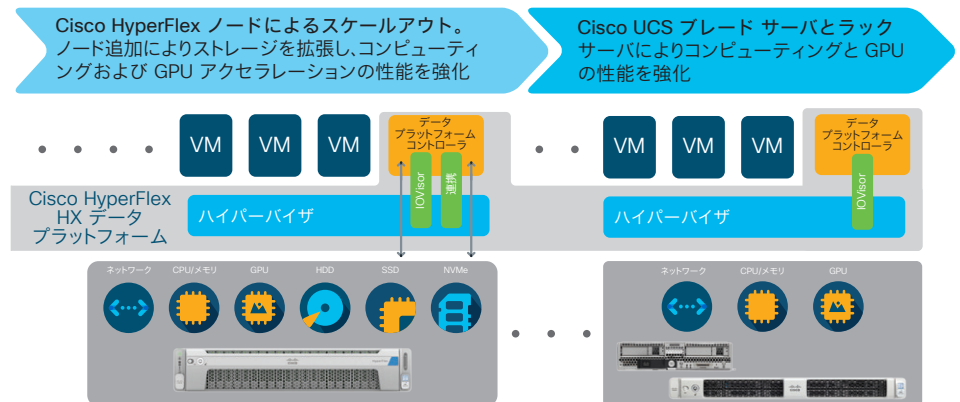 Cisco HyperFlex ノードによるスケールアウト。
ノード追加によりストレージを拡張し、コンピューティ
ングおよび GPU アクセラレーションの性能を強化
Cisco UCS ブレード サーバとラック
サーバによりコンピューティングと GPU
の性能を強化
VM
VM
VM
データ
プラットフォーム
コントローラ
IOVisor
連携
VM
VM
VM
データ
プラットフォーム
コントローラ
IOVisor
Cisco HyperFlex
HX データ
プラットフォーム
ハイパーバイザ
ハイパーバイザ
ネットワーク
CPU/メモリ
GPU
HDD
SSD
NVMe
ネットワーク
CPU/メモリ
GPU